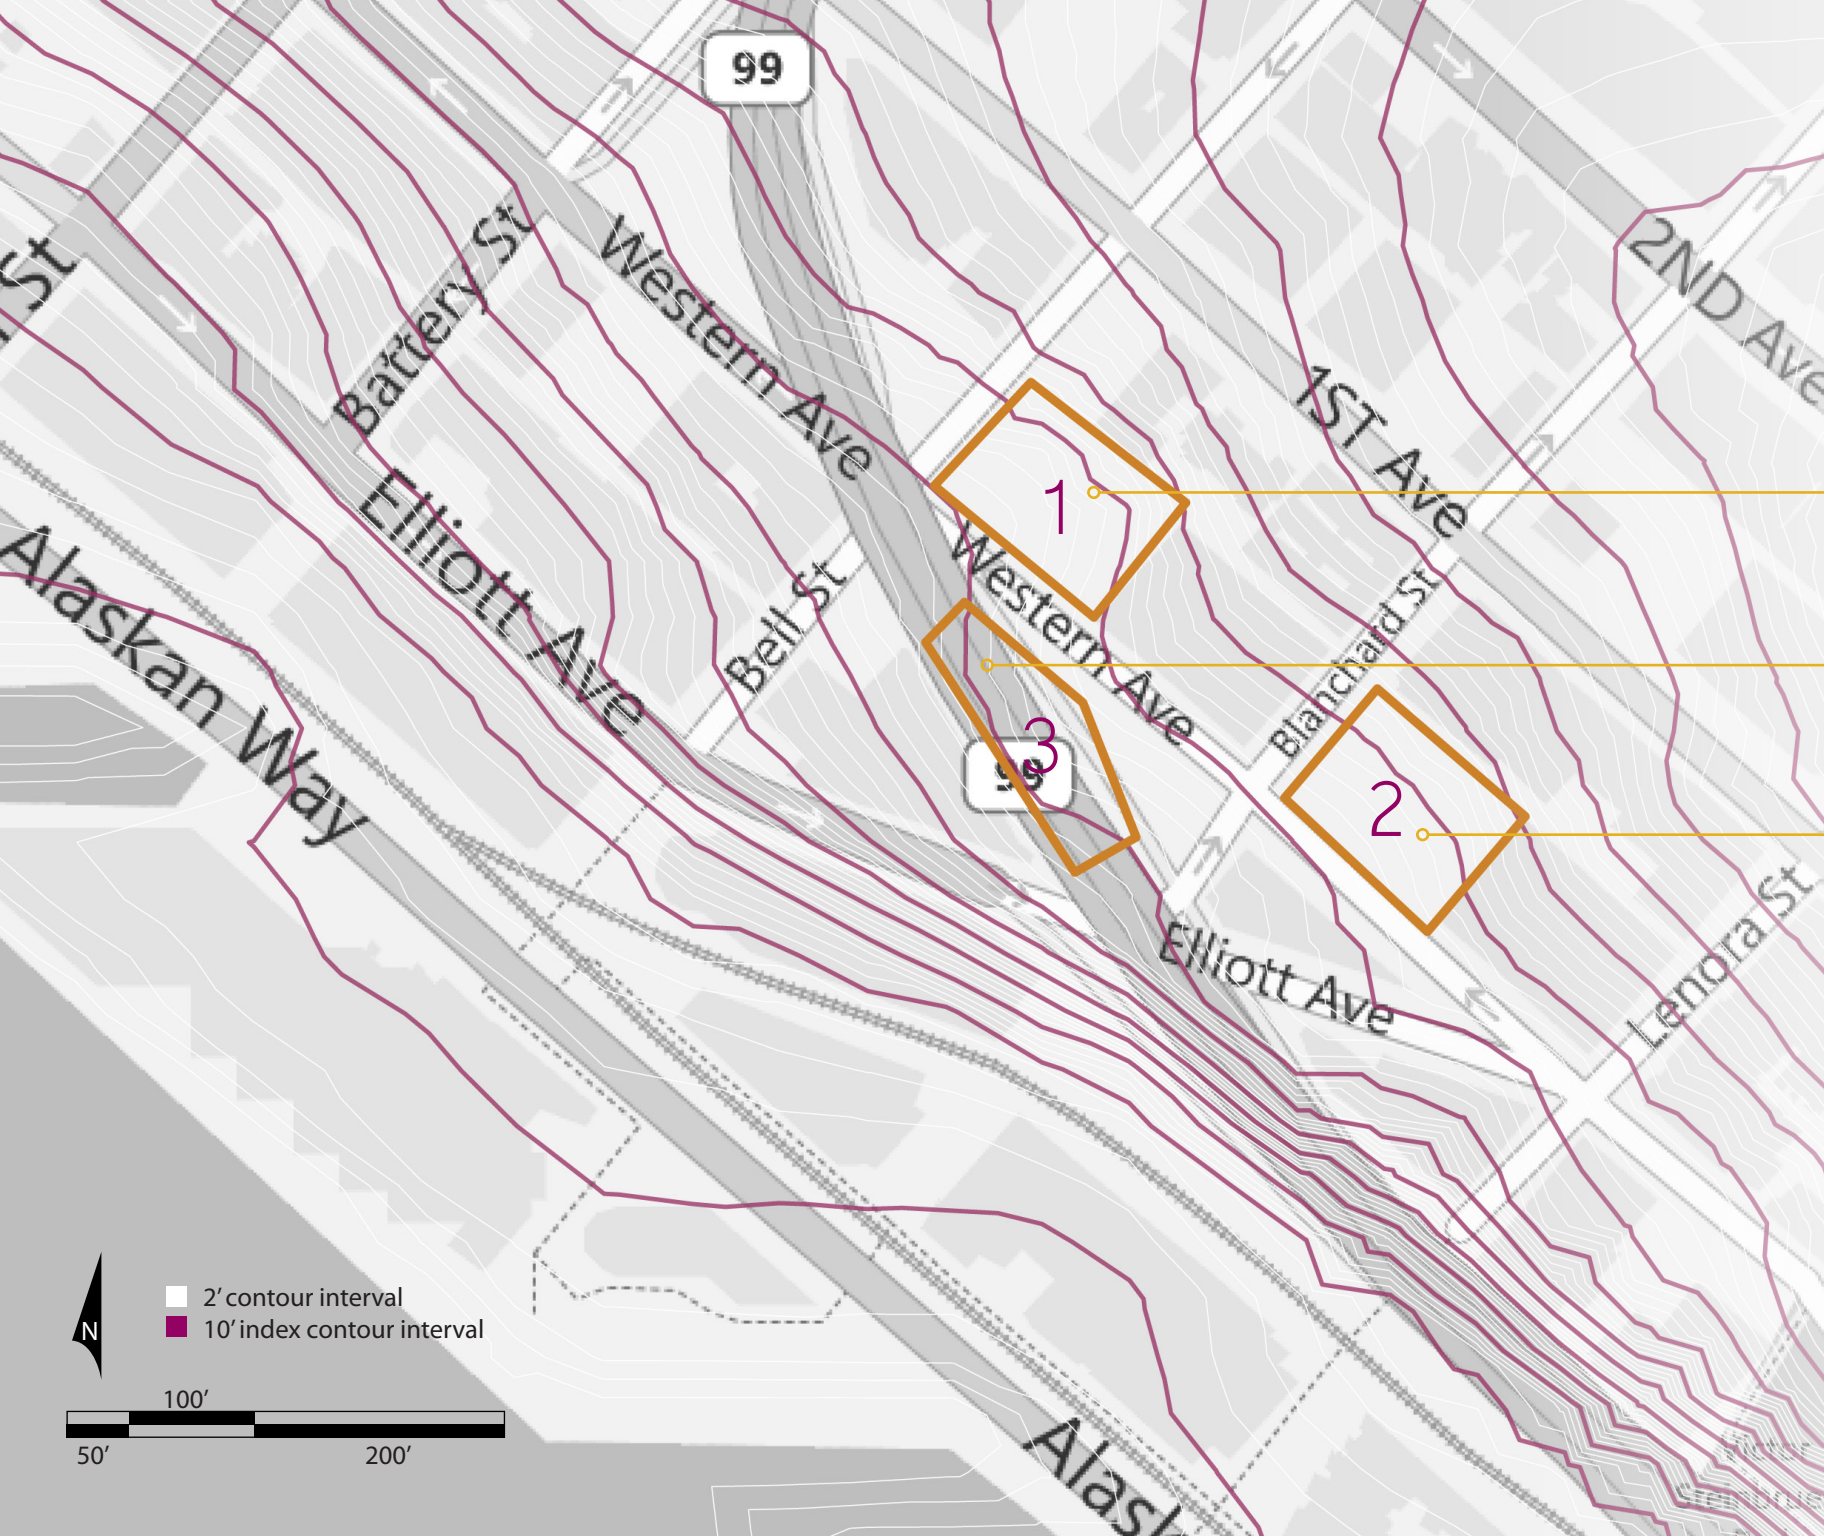 99
2ND Ave
St
Battery St
Western Ave
1ST Ave
1
Elliott Ave
Alaskan Way
Bell St
Western Ave
Blanchard St
3
99
2
Elliott Ave
Lenora St
N
2' contour interval
10' index contour interval
100'
50'
200'
Alask
Victor
Steinbrue